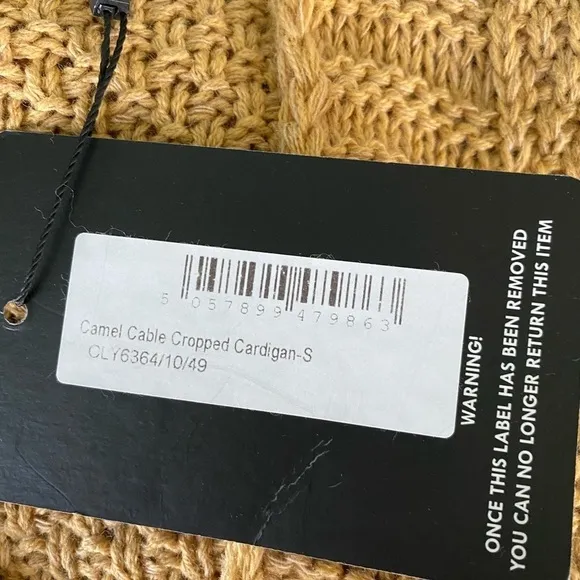 5 057899 479863
Camel Cable Cropped Cardigan-S
CLY6364/10/49
WARNING!
ONCE THIS LABEL HAS BEEN REMOVED
YOU CAN NO LONGER RETURN THIS ITEM